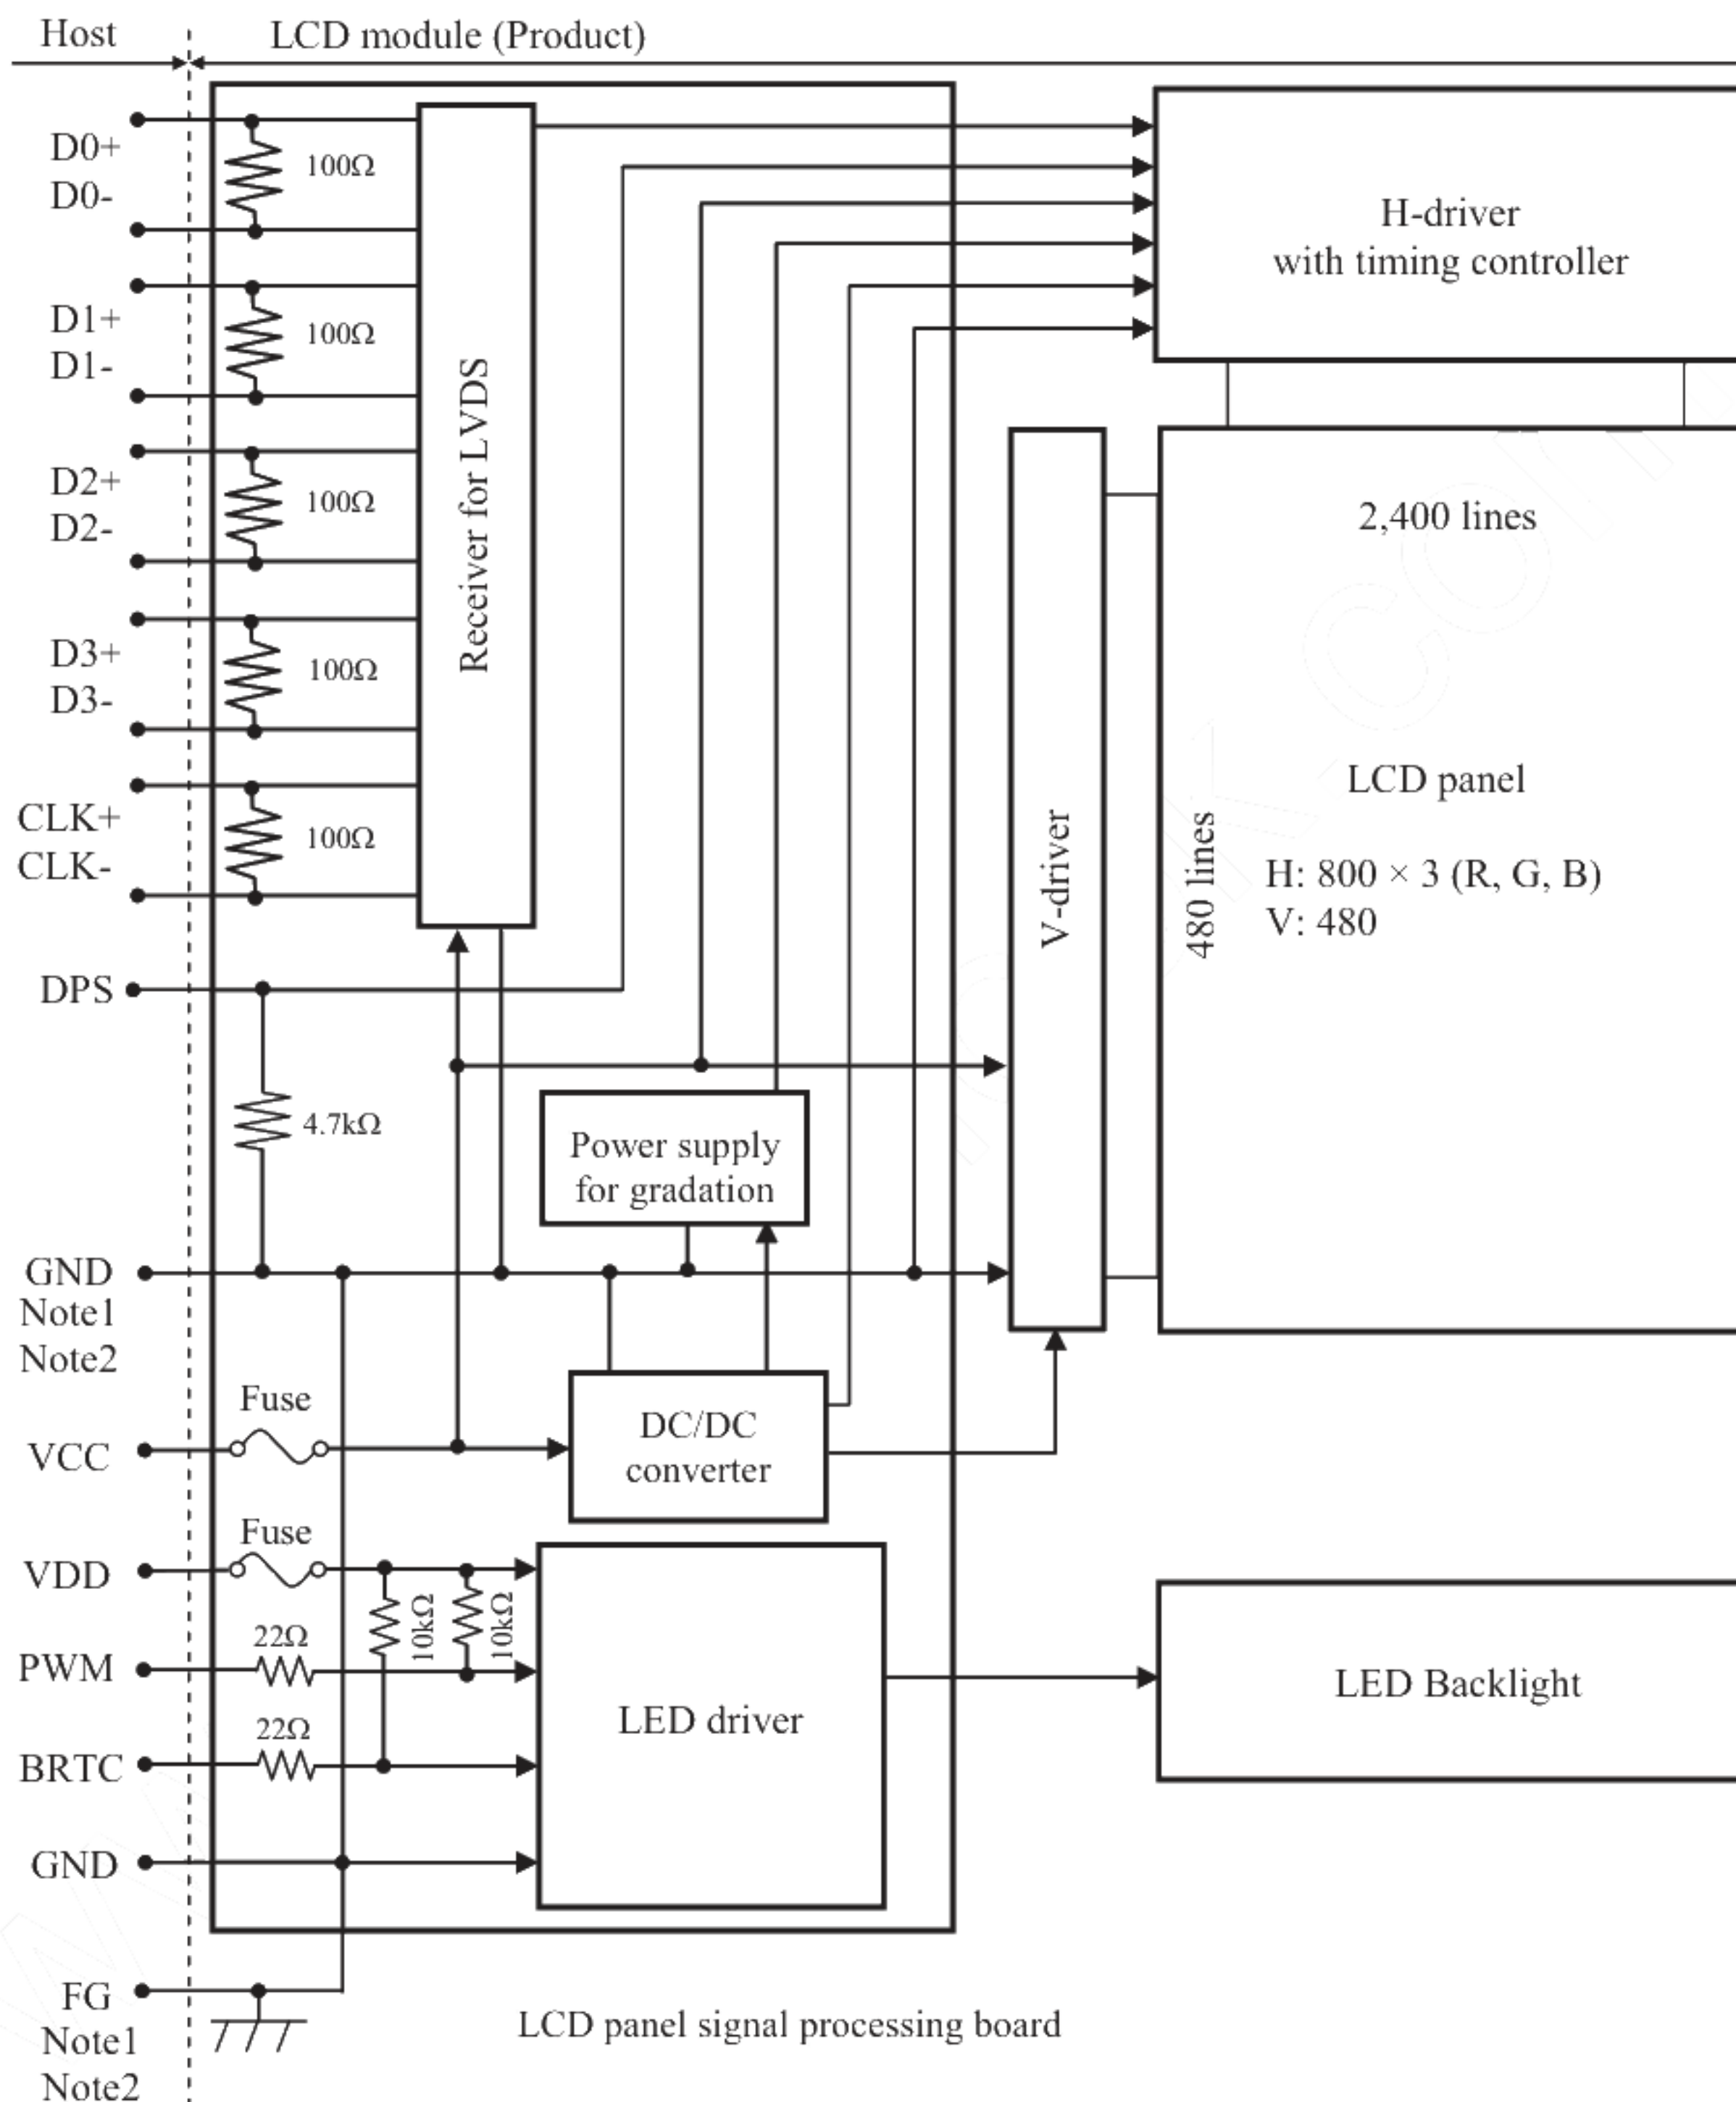 Host
LCD module (Product)
D0+
D0-
100Ω
D1+
D1-
100Ω
D2+
D2-
100Ω
D3+
D3-
100Ω
CLK+
CLK-
100Ω
Receiver for LVDS
H-driver
with timing controller
2,400 lines
LCD panel
H: 800 × 3 (R, G, B)
V: 480
480 lines
V-driver
DPS
4.7kΩ
Power supply
for gradation
GND
Note1
Note2
Fuse
VCC
DC/DC
converter
Fuse
VDD
10kΩ
10kΩ
22Ω
PWM
22Ω
BRTC
LED driver
LED Backlight
GND
FG
Note1
Note2
LCD panel signal processing board